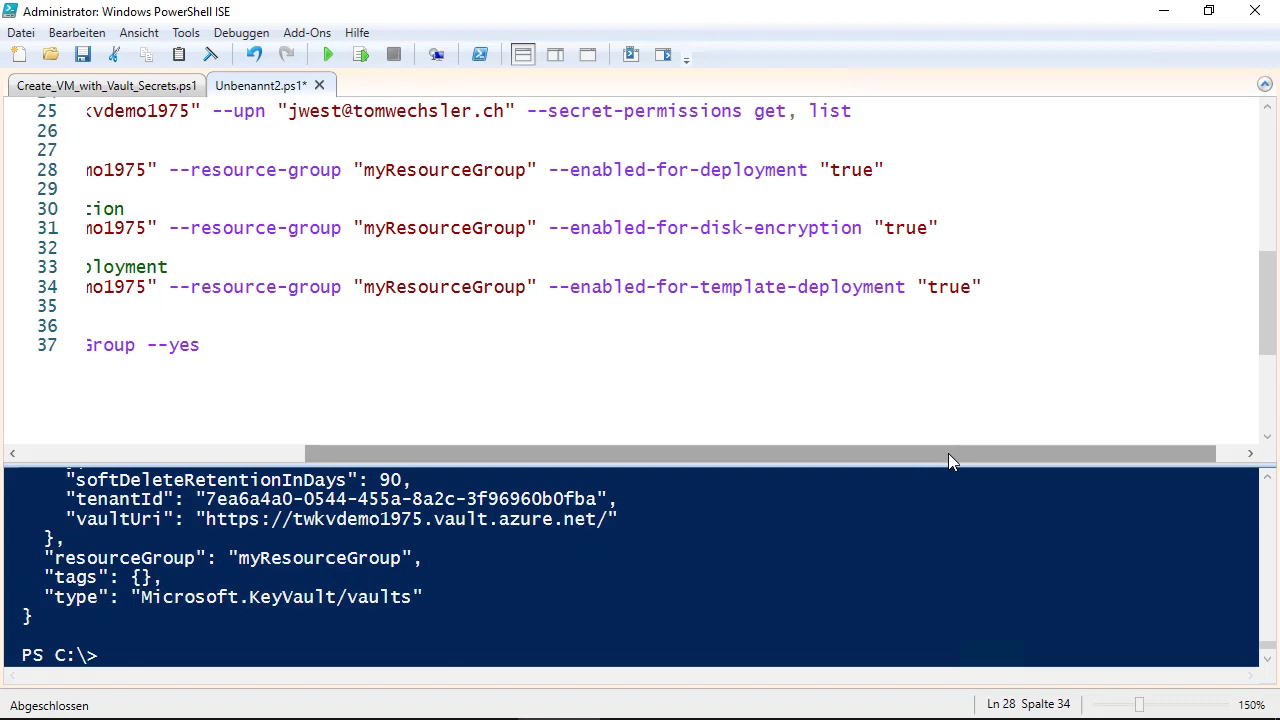 Administrator: Windows PowerShell ISE
Datei Bearbeiten Ansicht Tools Debuggen Add-Ons Hilfe
Create_VM_with_Vault_Secrets.ps1 Unbenannt2.ps1*
25 kvdemo1975" --upn "jwest@tomwechsler.ch" --secret-permissions get, list
26
27
28 mo1975" --resource-group "myResourceGroup" --enabled-for-deployment "true"
29
30 tion
31 mo1975" --resource-group "myResourceGroup" --enabled-for-disk-encryption "true"
32
33 ployment
34 mo1975" --resource-group "myResourceGroup" --enabled-for-template-deployment "true"
35
36
37 Group --yes
"softDeleteRetentionInDays": 90,
"tenantId": "7ea6a4a0-0544-455a-8a2c-3f96960b0fba",
"vaultUri": "https://twkvdemo1975.vault.azure.net/"
},
"resourceGroup": "myResourceGroup",
"tags": {},
"type": "Microsoft.KeyVault/vaults"
}
PS C:\>
Abgeschlossen Ln 28 Spalte 34 150%